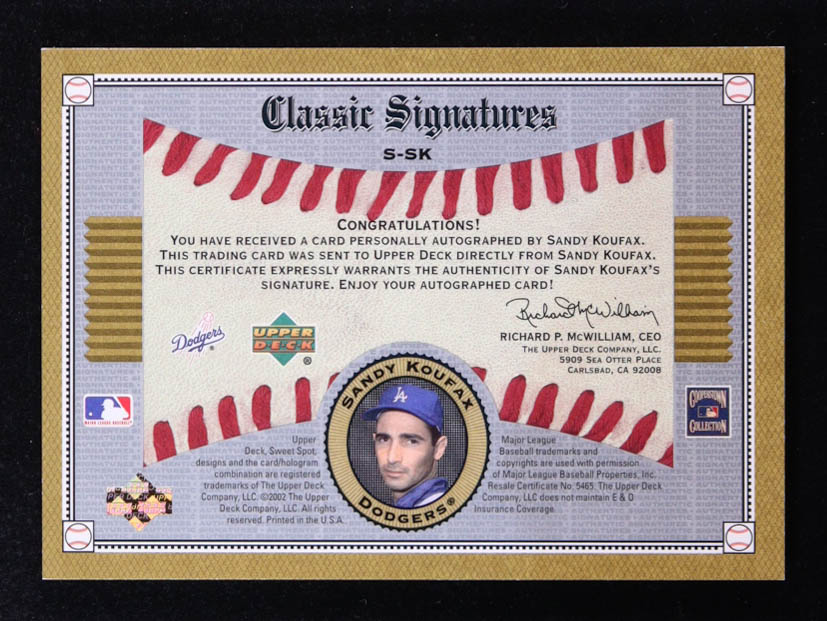 Classic Signatures
S-SK
CONGRATULATIONS!
YOU HAVE RECEIVED A CARD PERSONALLY AUTOGRAPHED BY SANDY KOUFAX.
THIS TRADING CARD WAS SENT TO UPPER DECK DIRECTLY FROM SANDY KOUFAX.
THIS CERTIFICATE EXPRESSLY WARRANTS THE AUTHENTICITY OF SANDY KOUFAX'S
SIGNATURE. ENJOY YOUR AUTOGRAPHED CARD!
Richard P. McWilliam
RICHARD P. MCWILLIAM, CEO
THE UPPER DECK COMPANY, LLC.
5909 SEA OTTER PLACE
CARLSBAD, CA 92008
Dodgers®
UPPER
DECK®
SANDY KOUFAX
LA
DODGERS®
MAJOR LEAGUE BASEBALL®
COOPERSTOWN
COLLECTION
Upper
Deck, Sweet Spot,
designs and the card/hologram
combination are registered
trademarks of The Upper Deck
Company, LLC. ©2002 The Upper
Deck Company, LLC. All rights
reserved. Printed in the U.S.A.
Major League
Baseball trademarks and
copyrights are used with permission
of Major League Baseball Properties, Inc.
Resale Certificate No. 5465. The Upper Deck
Company, LLC does not maintain E & O
Insurance Coverage.